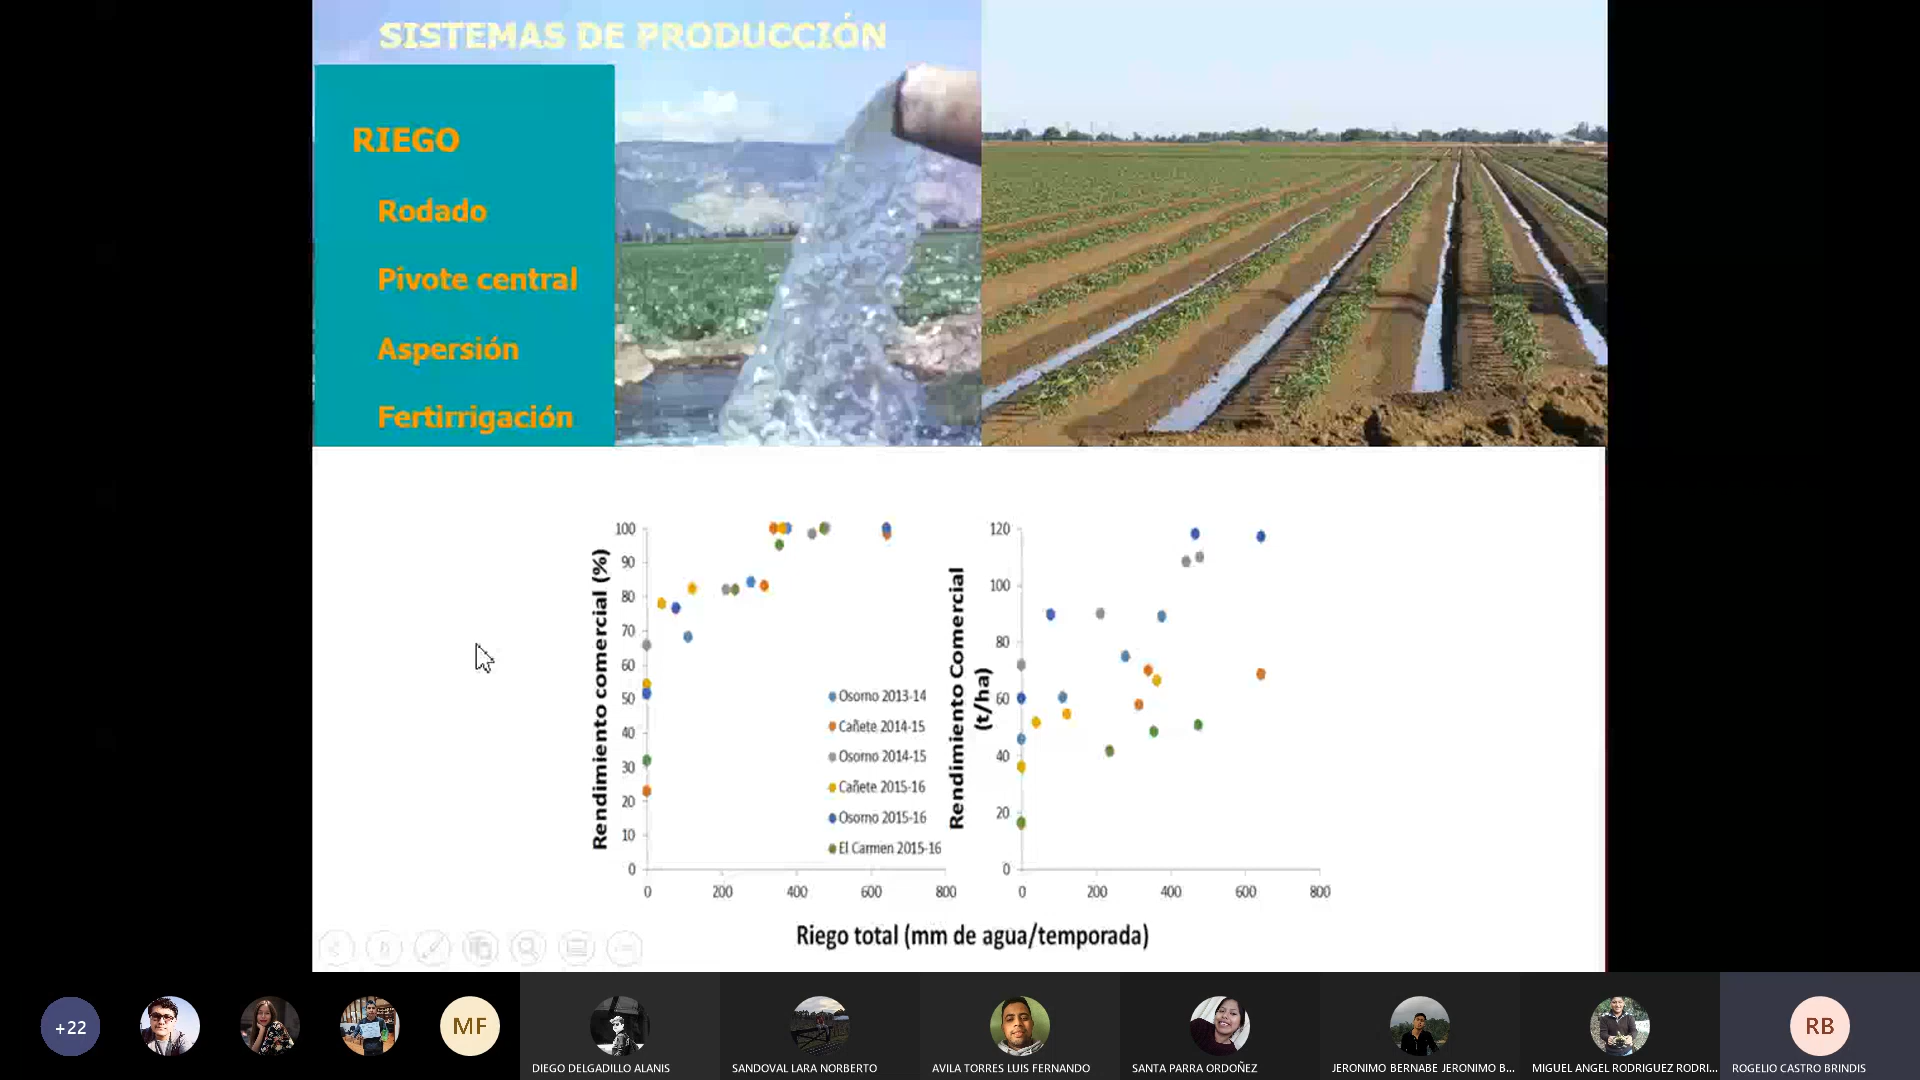 SISTEMAS DE PRODUCCIÓN
RIEGO
Rodado
Pivote central
Aspersión
Fertirrigación
Rendimiento comercial (%)
100
90
80
70
60
50
40
30
20
10
0
0 200 400 600 800
Osorno 2013-14
Cañete 2014-15
Osorno 2014-15
Cañete 2015-16
Osorno 2015-16
El Carmen 2015-16
Rendimiento Comercial
(t/ha)
120
100
80
60
40
20
0
0 200 400 600 800
Riego total (mm de agua/temporada)
+22
MF
DIEGO DELGADILLO ALANIS
SANDOVAL LARA NORBERTO
AVILA TORRES LUIS FERNANDO
SANTA PARRA ORDOÑEZ
JERONIMO BERNABE JERONIMO B...
MIGUEL ANGEL RODRIGUEZ RODRI...
RB
ROGELIO CASTRO BRINDIS